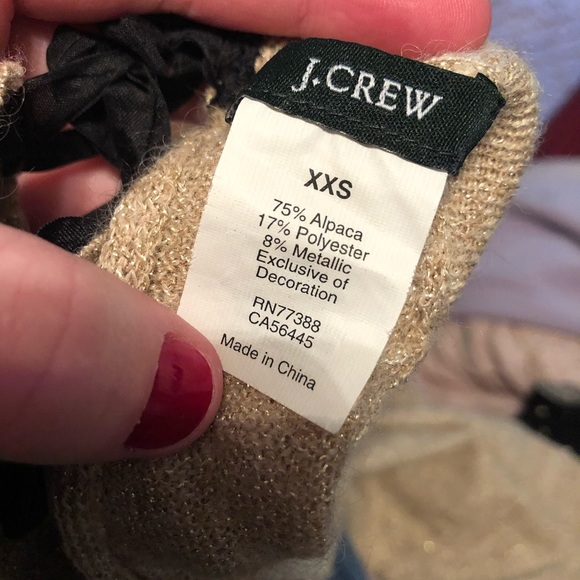 J.CREW
XXS
75% Alpaca
17% Polyester
8% Metallic
Exclusive of
Decoration
RN77388
CA56445
Made in China